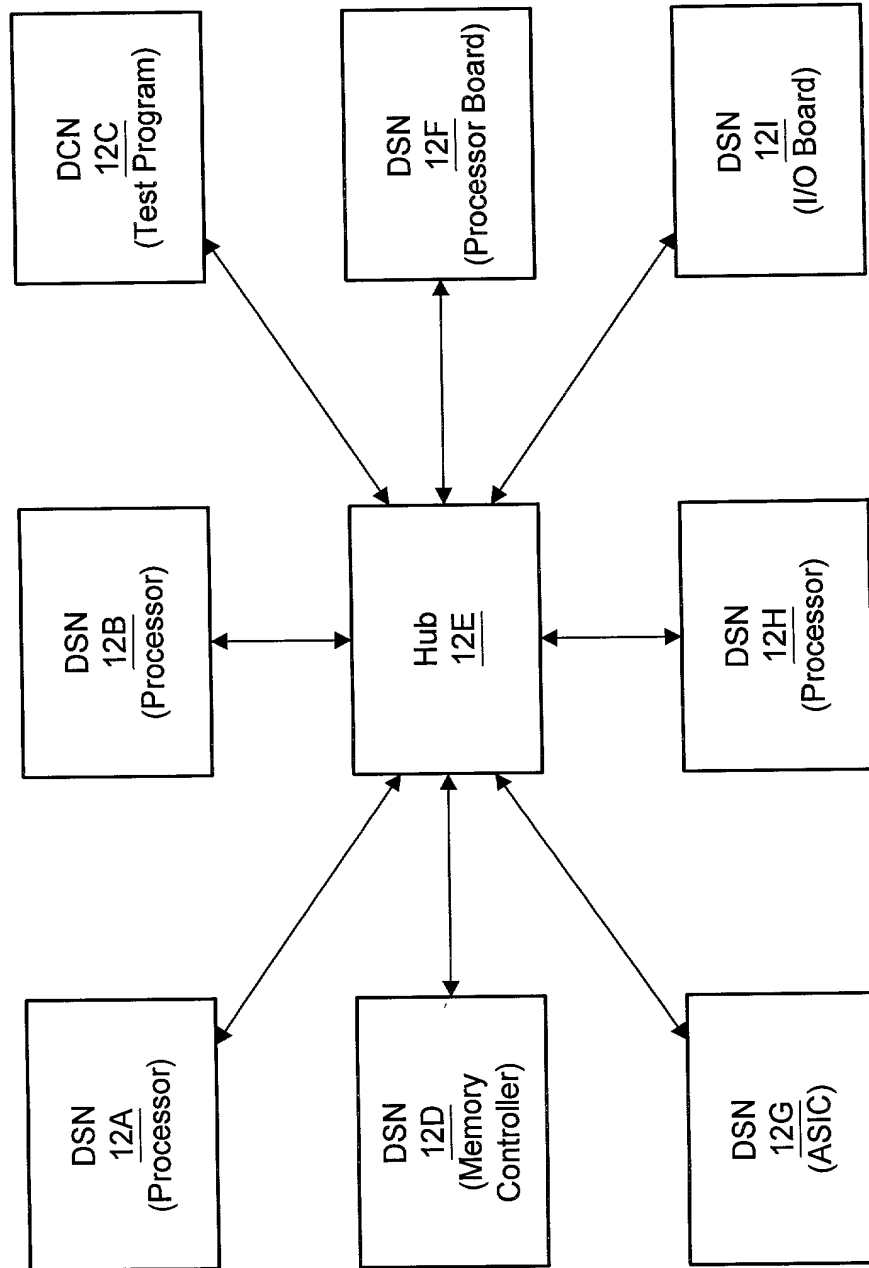 DSN
12A
(Processor)
DSN
12B
(Processor)
DCN
12C
(Test Program)
DSN
12D
(Memory
Controller)
Hub
12E
DSN
12F
(Processor Board)
DSN
12G
(ASIC)
DSN
12H
(Processor)
DSN
12I
(I/O Board)